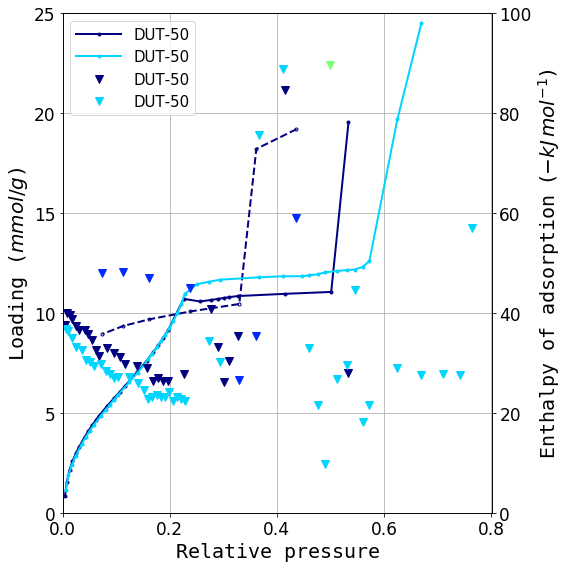 25
20
15
10
5
0
Loading (mmol/g)
DUT-50
DUT-50
DUT-50
DUT-50
100
80
60
40
20
0
Enthalpy of adsorption (−kJmol⁻¹)
0.0 0.2 0.4 0.6 0.8
Relative pressure